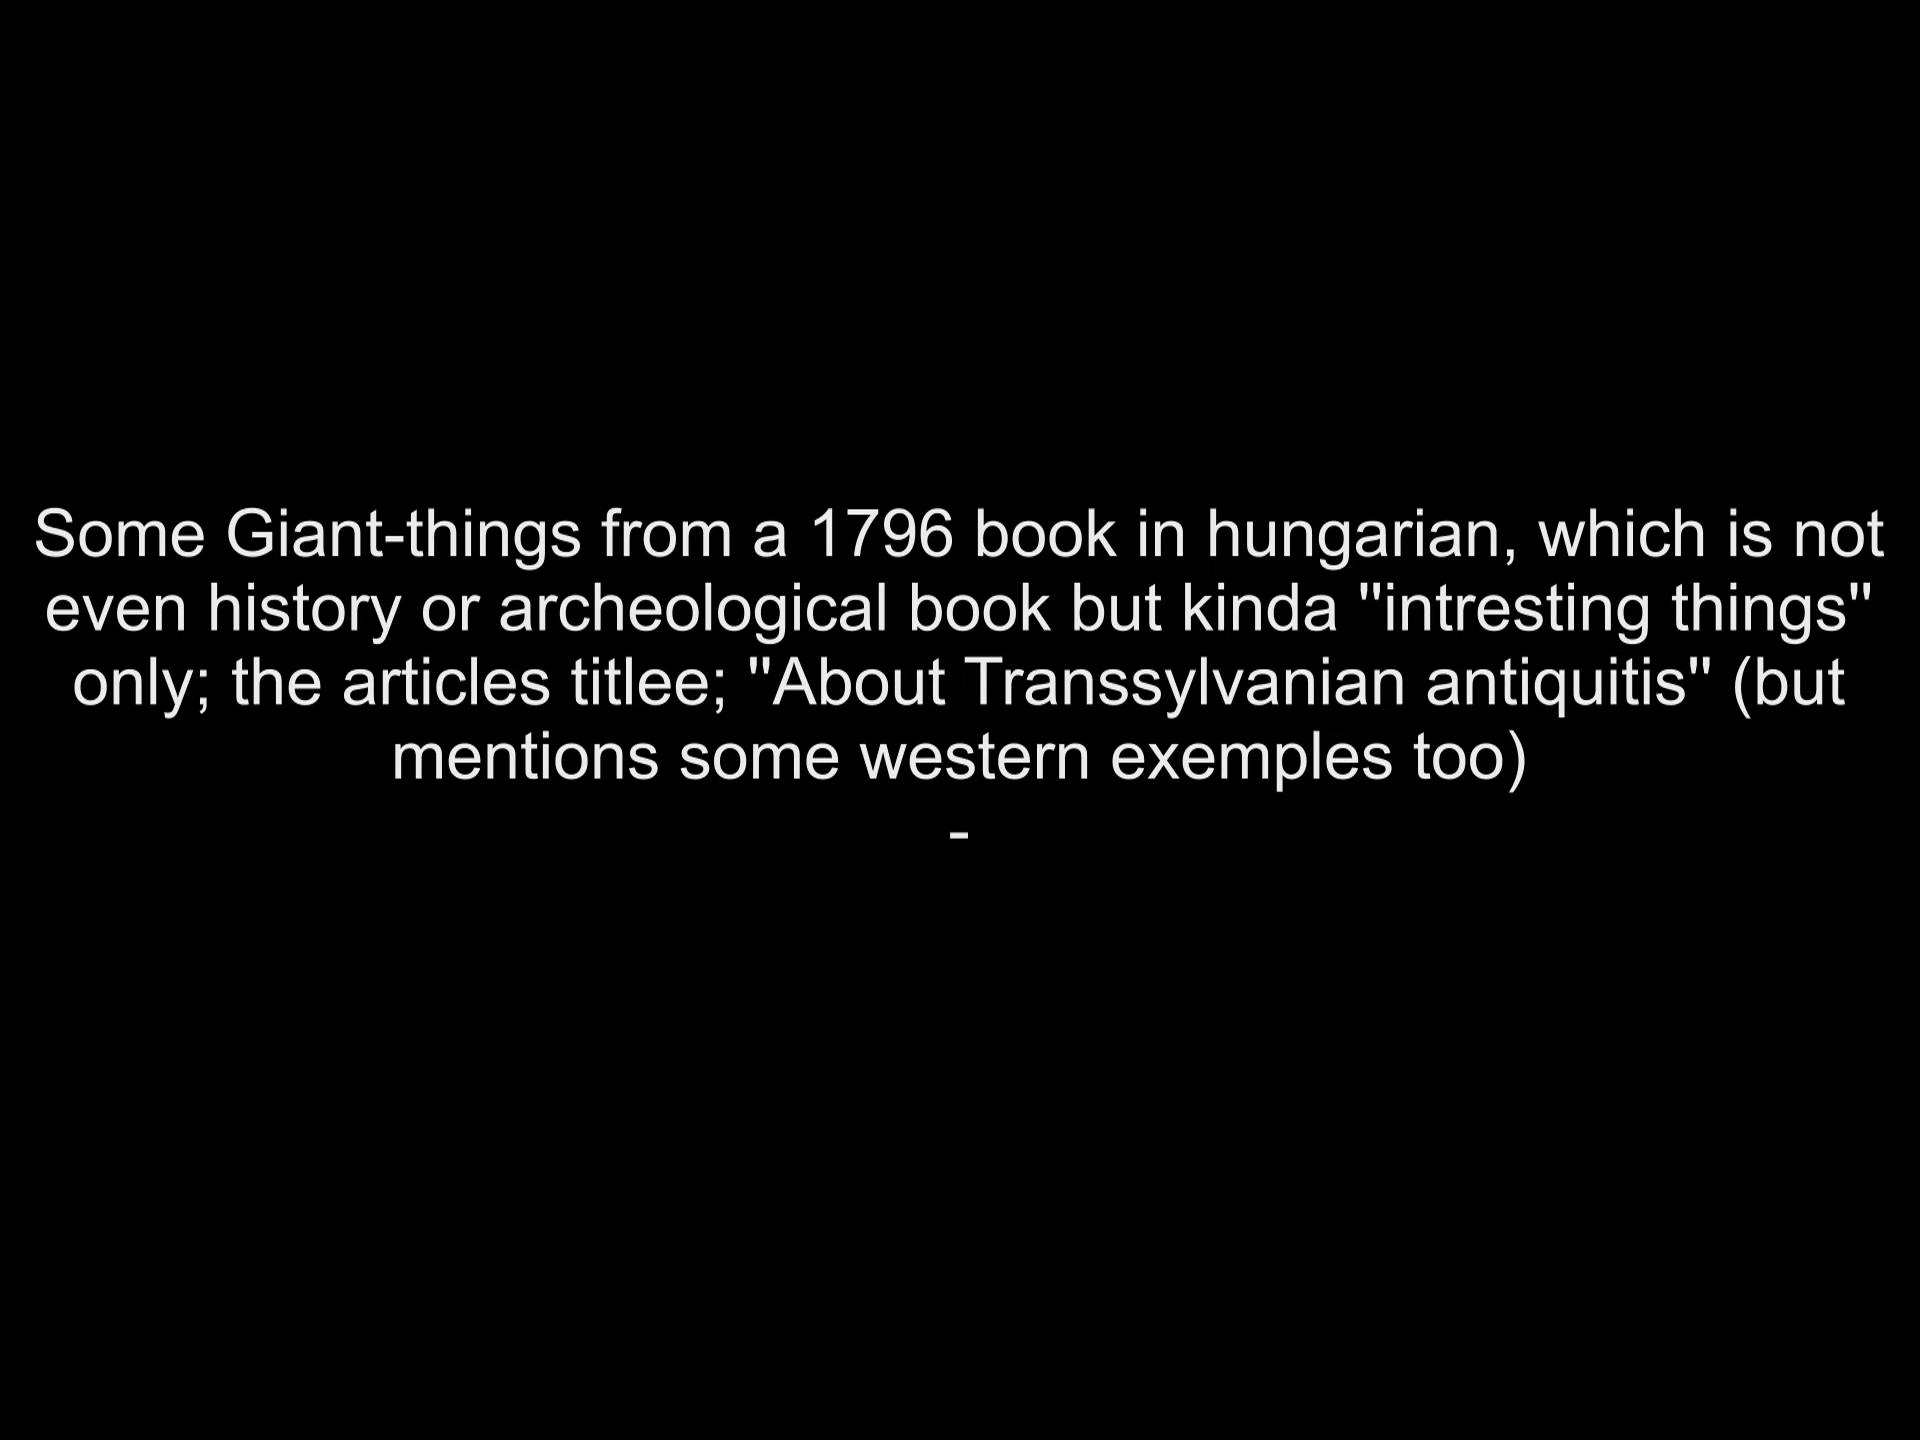 Some Giant-things from a 1796 book in hungarian, which is not
even history or archeological book but kinda "intresting things"
only; the articles titlee; "About Transsylvanian antiquitis" (but
mentions some western exemples too)
-